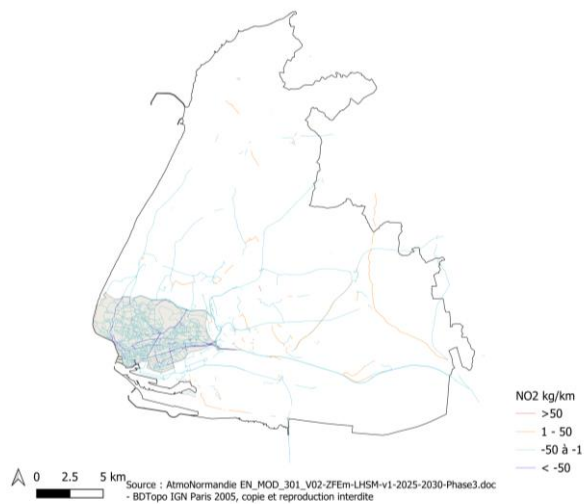 NO2 kg/km
>50
1 - 50
-50 à -1
< -50
0 2.5 5 km
Source : AtmoNormandie EN_MOD_301_V02-ZFEm-LHSM-v1-2025-2030-Phase3.doc
- BDTopo IGN Paris 2005, copie et reproduction interdite